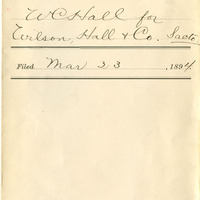 W C Hall for
Wilson, Hall & Co. Sacto
Filed Mar 23, 1894